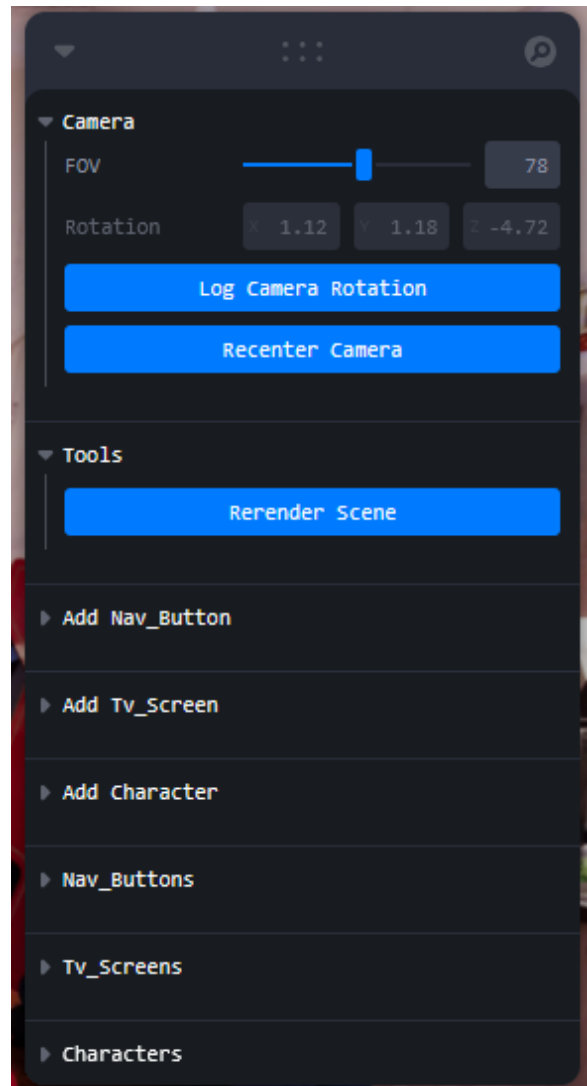 Camera
FOV 78
Rotation X 1.12 Y 1.18 Z -4.72
Log Camera Rotation
Recenter Camera
Tools
Rerender Scene
Add Nav_Button
Add Tv_Screen
Add Character
Nav_Buttons
Tv_Screens
Characters